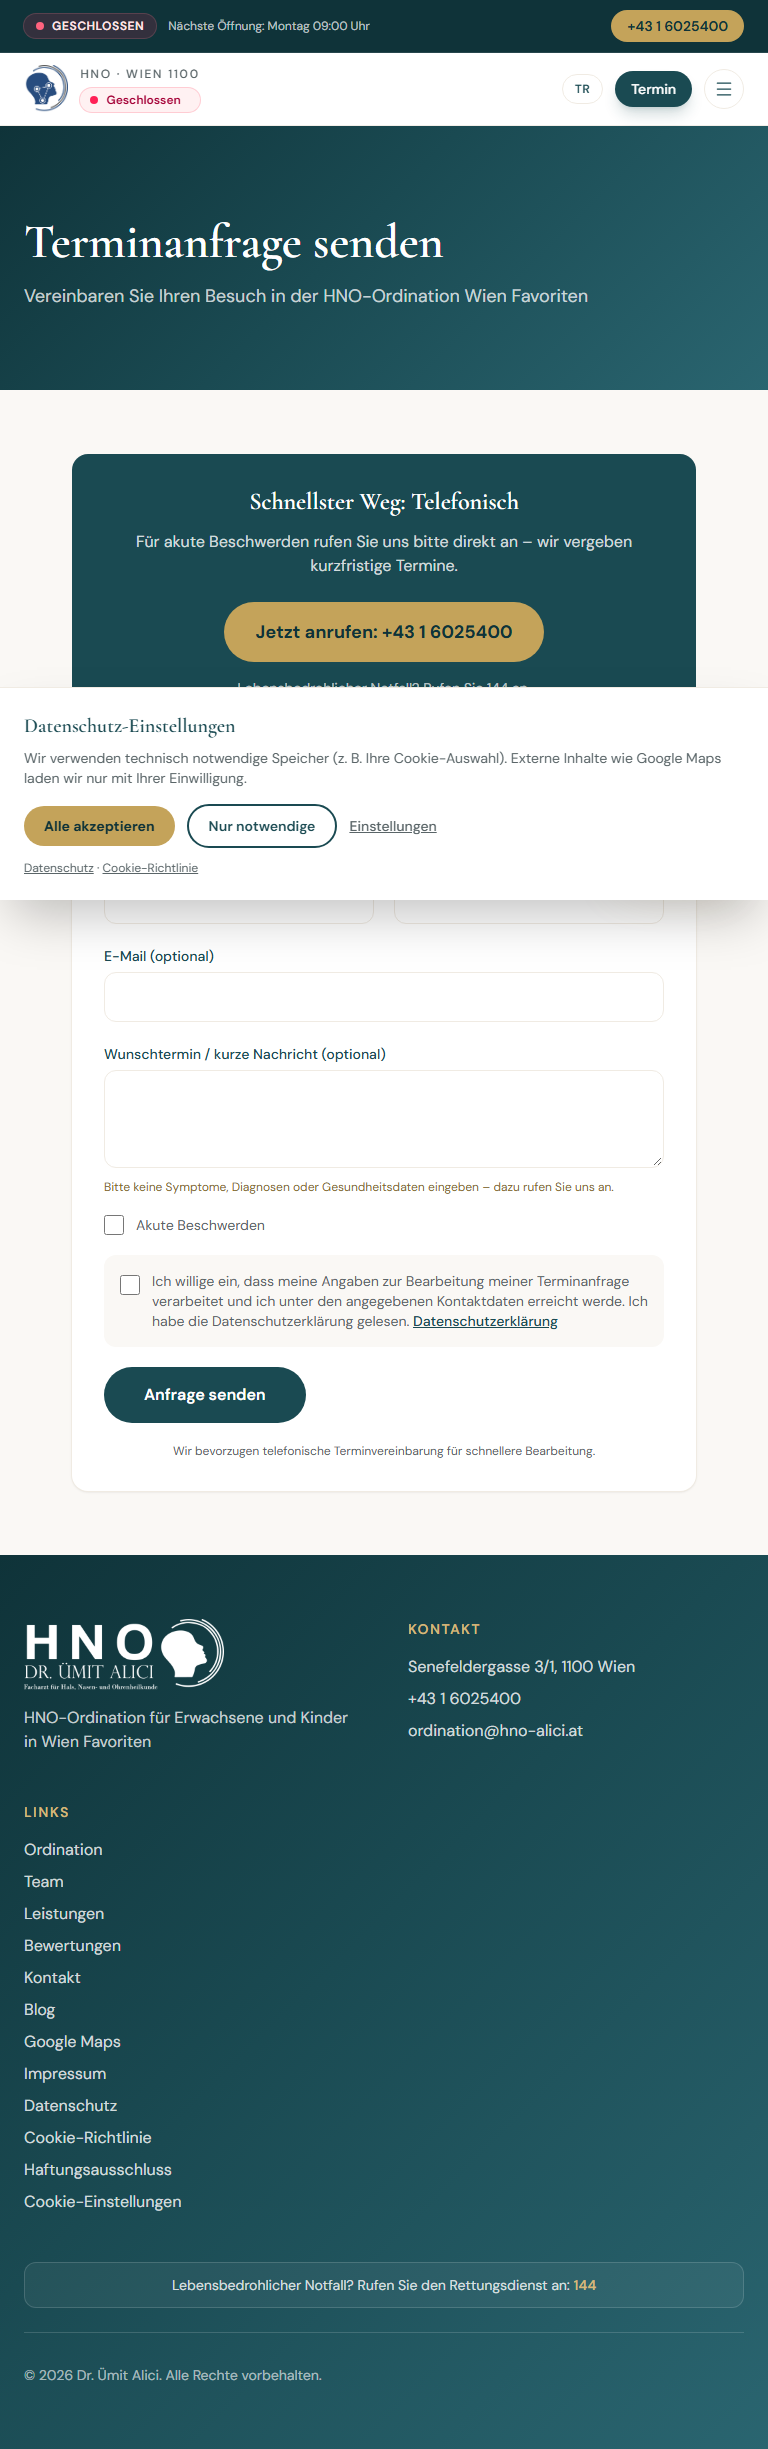 GESCHLOSSEN
Nächste Öffnung: Montag 09:00 Uhr
+43 1 6025400
HNO · WIEN 1100
Geschlossen
TR
Termin
Terminanfrage senden
Vereinbaren Sie Ihren Besuch in der HNO-Ordination Wien Favoriten
Schnellster Weg: Telefonisch
Für akute Beschwerden rufen Sie uns bitte direkt an – wir vergeben
kurzfristige Termine.
Jetzt anrufen: +43 1 6025400
Lebensbedrohlicher Notfall? Rufen Sie 144 an.
Datenschutz-Einstellungen
Wir verwenden technisch notwendige Speicher (z. B. Ihre Cookie-Auswahl). Externe Inhalte wie Google Maps
laden wir nur mit Ihrer Einwilligung.
Alle akzeptieren
Nur notwendige
Einstellungen
Datenschutz · Cookie-Richtlinie
E-Mail (optional)
Wunschtermin / kurze Nachricht (optional)
Bitte keine Symptome, Diagnosen oder Gesundheitsdaten eingeben – dazu rufen Sie uns an.
Akute Beschwerden
Ich willige ein, dass meine Angaben zur Bearbeitung meiner Terminanfrage
verarbeitet und ich unter den angegebenen Kontaktdaten erreicht werde. Ich
habe die Datenschutzerklärung gelesen. Datenschutzerklärung
Anfrage senden
Wir bevorzugen telefonische Terminvereinbarung für schnellere Bearbeitung.
HNO
DR. ÜMIT ALICI
Facharzt für Hals, Nasen- und Ohrenheilkunde
HNO-Ordination für Erwachsene und Kinder
in Wien Favoriten
KONTAKT
Senefeldergasse 3/1, 1100 Wien
+43 1 6025400
ordination@hno-alici.at
LINKS
Ordination
Team
Leistungen
Bewertungen
Kontakt
Blog
Google Maps
Impressum
Datenschutz
Cookie-Richtlinie
Haftungsausschluss
Cookie-Einstellungen
Lebensbedrohlicher Notfall? Rufen Sie den Rettungsdienst an: 144
© 2026 Dr. Ümit Alici. Alle Rechte vorbehalten.